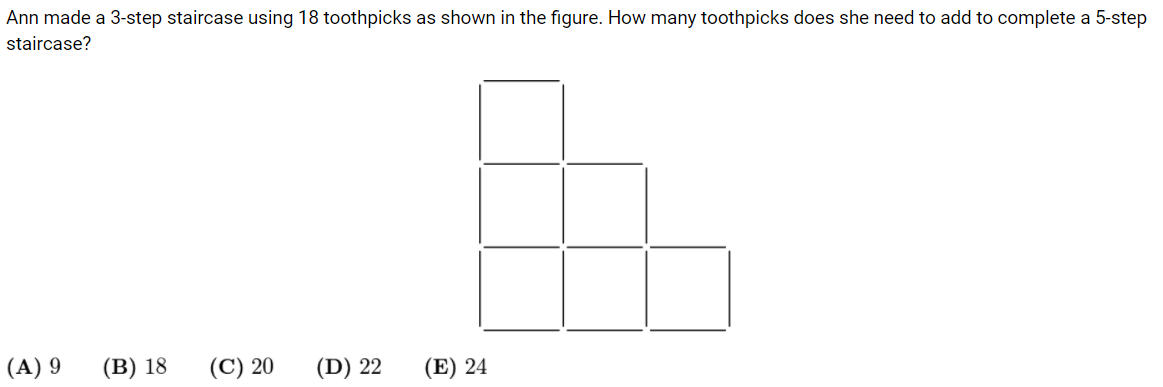 Ann made a 3-step staircase using 18 toothpicks as shown in the figure. How many toothpicks does she need to add to complete a 5-step
staircase?
(A) 9 (B) 18 (C) 20 (D) 22 (E) 24